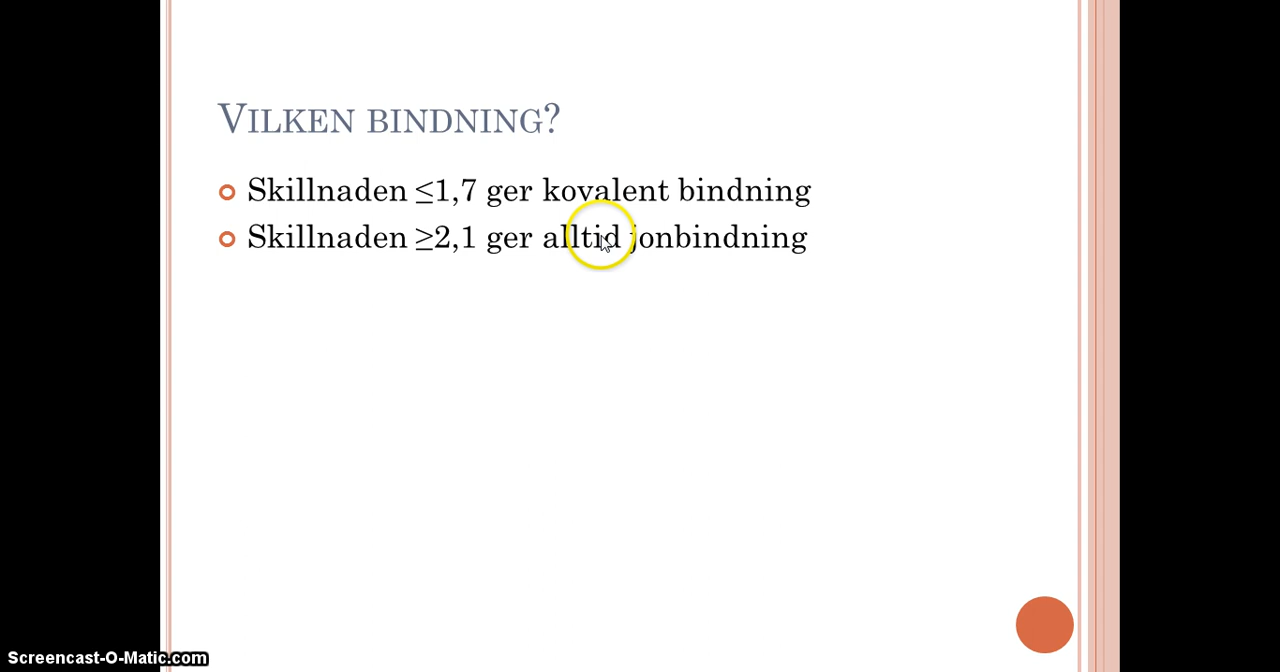 Vilken bindning?
Skillnaden ≤1,7 ger kovalent bindning
Skillnaden ≥2,1 ger alltid jonbindning
Screencast-O-Matic.com